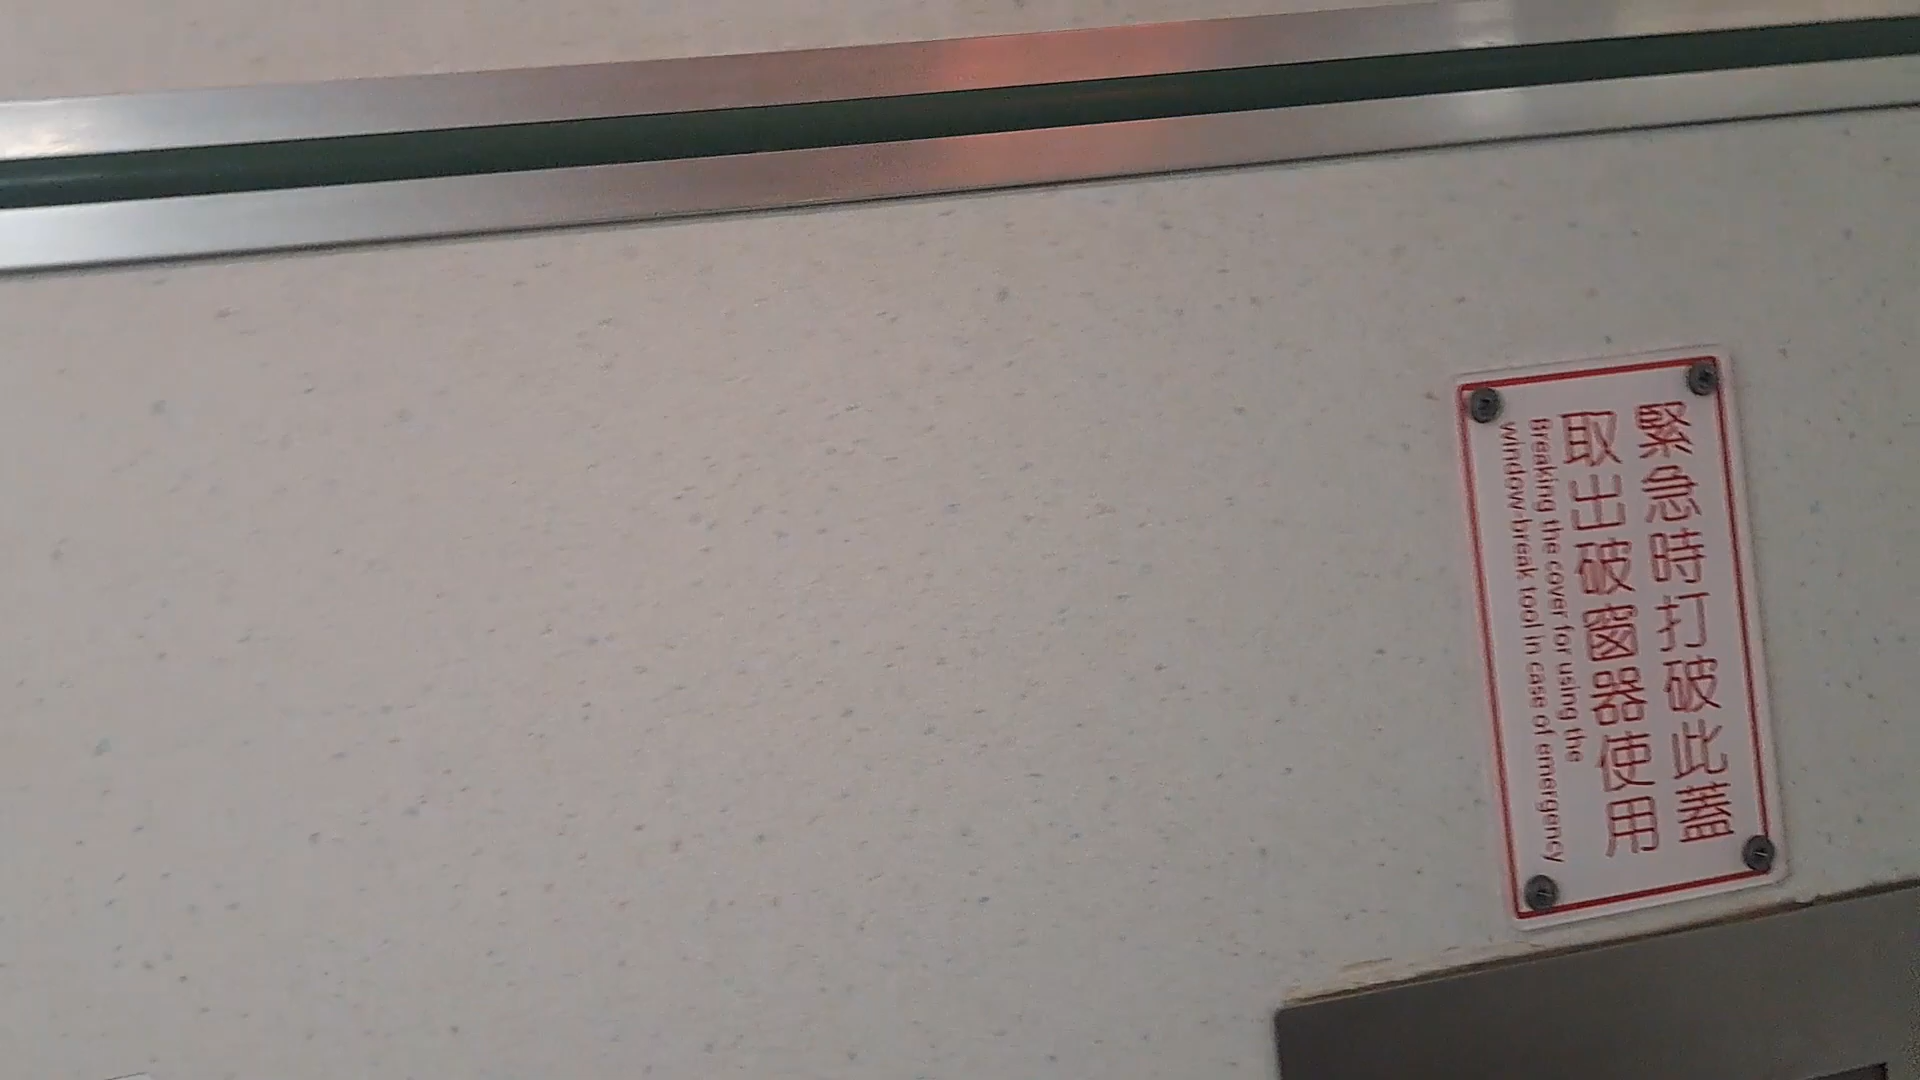 緊急時打破此蓋
取出破窗器使用
Breaking the cover for using the
window-break tool in case of emergency